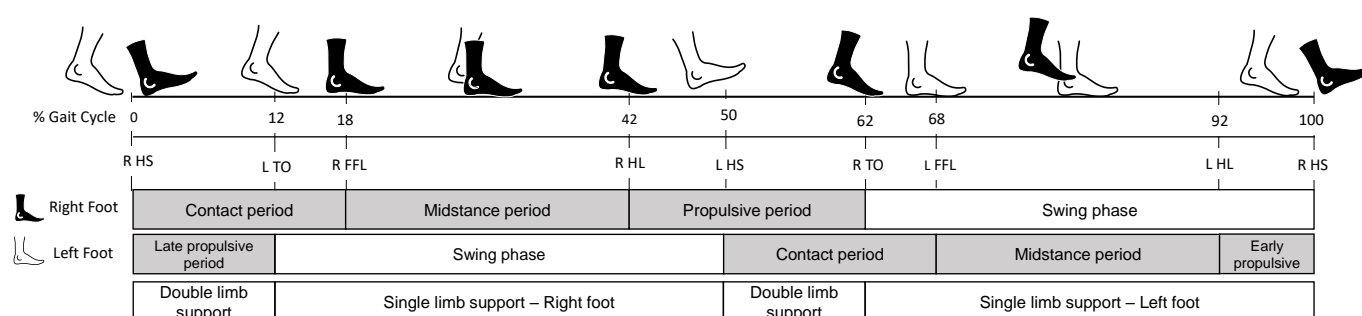 % Gait Cycle 0 12 18 42 50 62 68 92 100
R HS L TO R FFL R HL L HS R TO L FFL L HL R HS
Right Foot Contact period Midstance period Propulsive period Swing phase
Left Foot Late propulsive period Swing phase Contact period Midstance period Early propulsive
Double limb support Single limb support – Right foot Double limb support Single limb support – Left foot